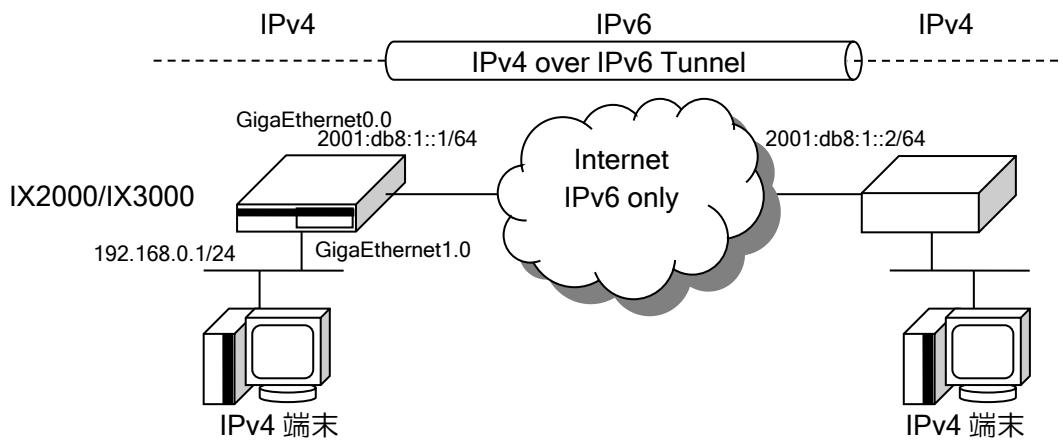 IPv4 IPv6 IPv4
IPv4 over IPv6 Tunnel
GigaEthernet0.0
2001:db8:1::1/64
2001:db8:1::2/64
Internet
IPv6 only
IX2000/IX3000
192.168.0.1/24
GigaEthernet1.0
IPv4 端末
IPv4 端末